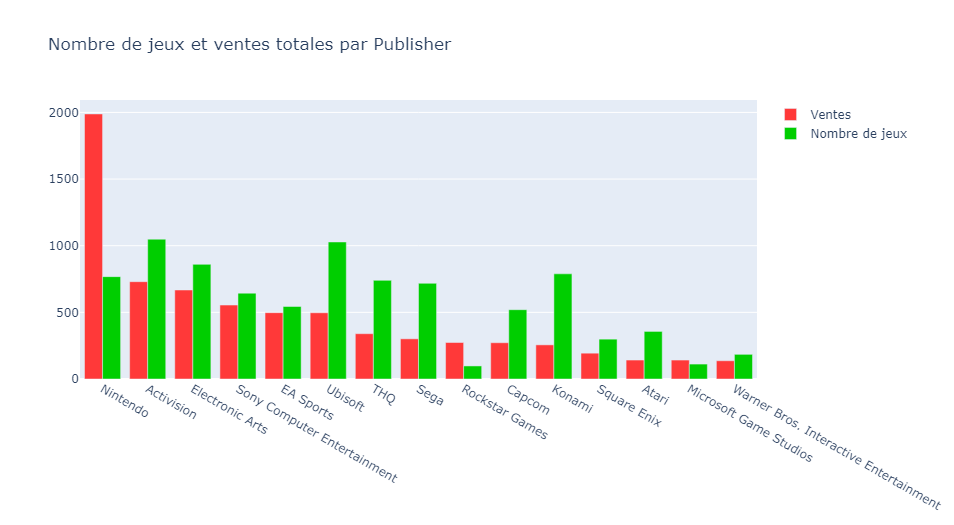 Nombre de jeux et ventes totales par Publisher
Ventes
Nombre de jeux
2000
1500
1000
500
0
Nintendo
Activision
Electronic Arts
Sony Computer Entertainment
EA Sports
Ubisoft
THQ
Sega
Rockstar Games
Capcom
Konami
Square Enix
Atari
Microsoft Game Studios
Warner Bros. Interactive Entertainment